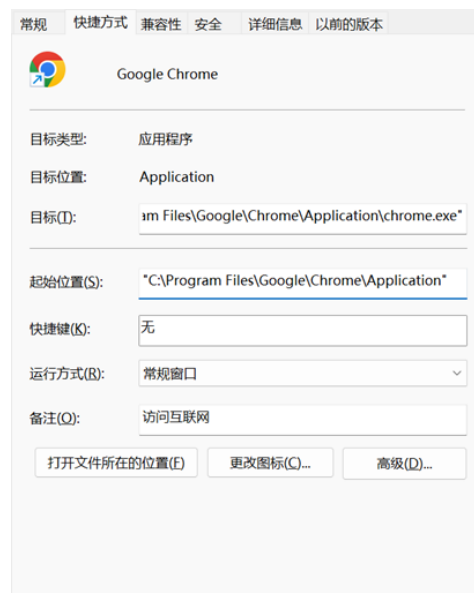 常规 快捷方式 兼容性 安全 详细信息 以前的版本
Google Chrome
目标类型: 应用程序
目标位置: Application
目标(T): am Files\Google\Chrome\Application\chrome.exe"
起始位置(S): "C:\Program Files\Google\Chrome\Application"
快捷键(K): 无
运行方式(R): 常规窗口
备注(O): 访问互联网
打开文件所在的位置(F) 更改图标(C)... 高级(D)...